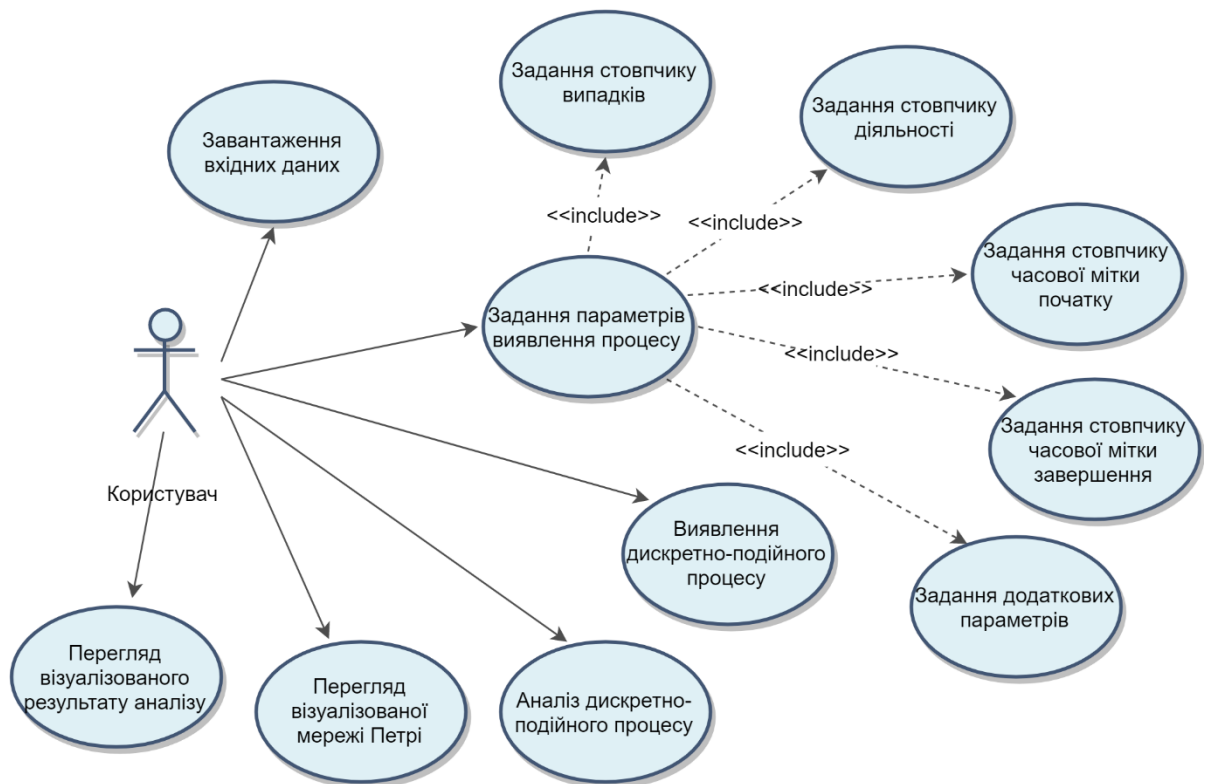 Задання стовпчику
випадків
Задання стовпчику
діяльності
Завантаження
вхідних даних
<<include>>
<<include>>
Задання стовпчику
часової мітки
початку
<<include>>
Задання параметрів
виявлення процесу
<<include>>
Задання стовпчику
часової мітки
завершення
<<include>>
Користувач
Виявлення
дискретно-подійного
процесу
Задання додаткових
параметрів
Перегляд
візуалізованого
результату аналізу
Перегляд
візуалізованої
мережі Петрі
Аналіз дискретно-
подійного процесу